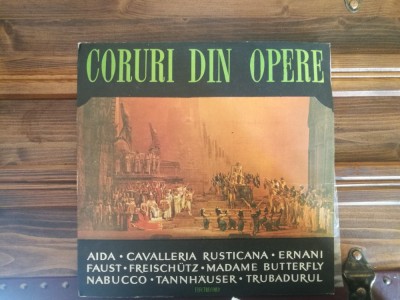 CORURI DIN OPERE
AIDA • CAVALLERIA RUSTICANA • ERNANI
FAUST • FREISCHÜTZ • MADAME BUTTERFLY
NABUCCO • TANNHÄUSER • TRUBADURUL